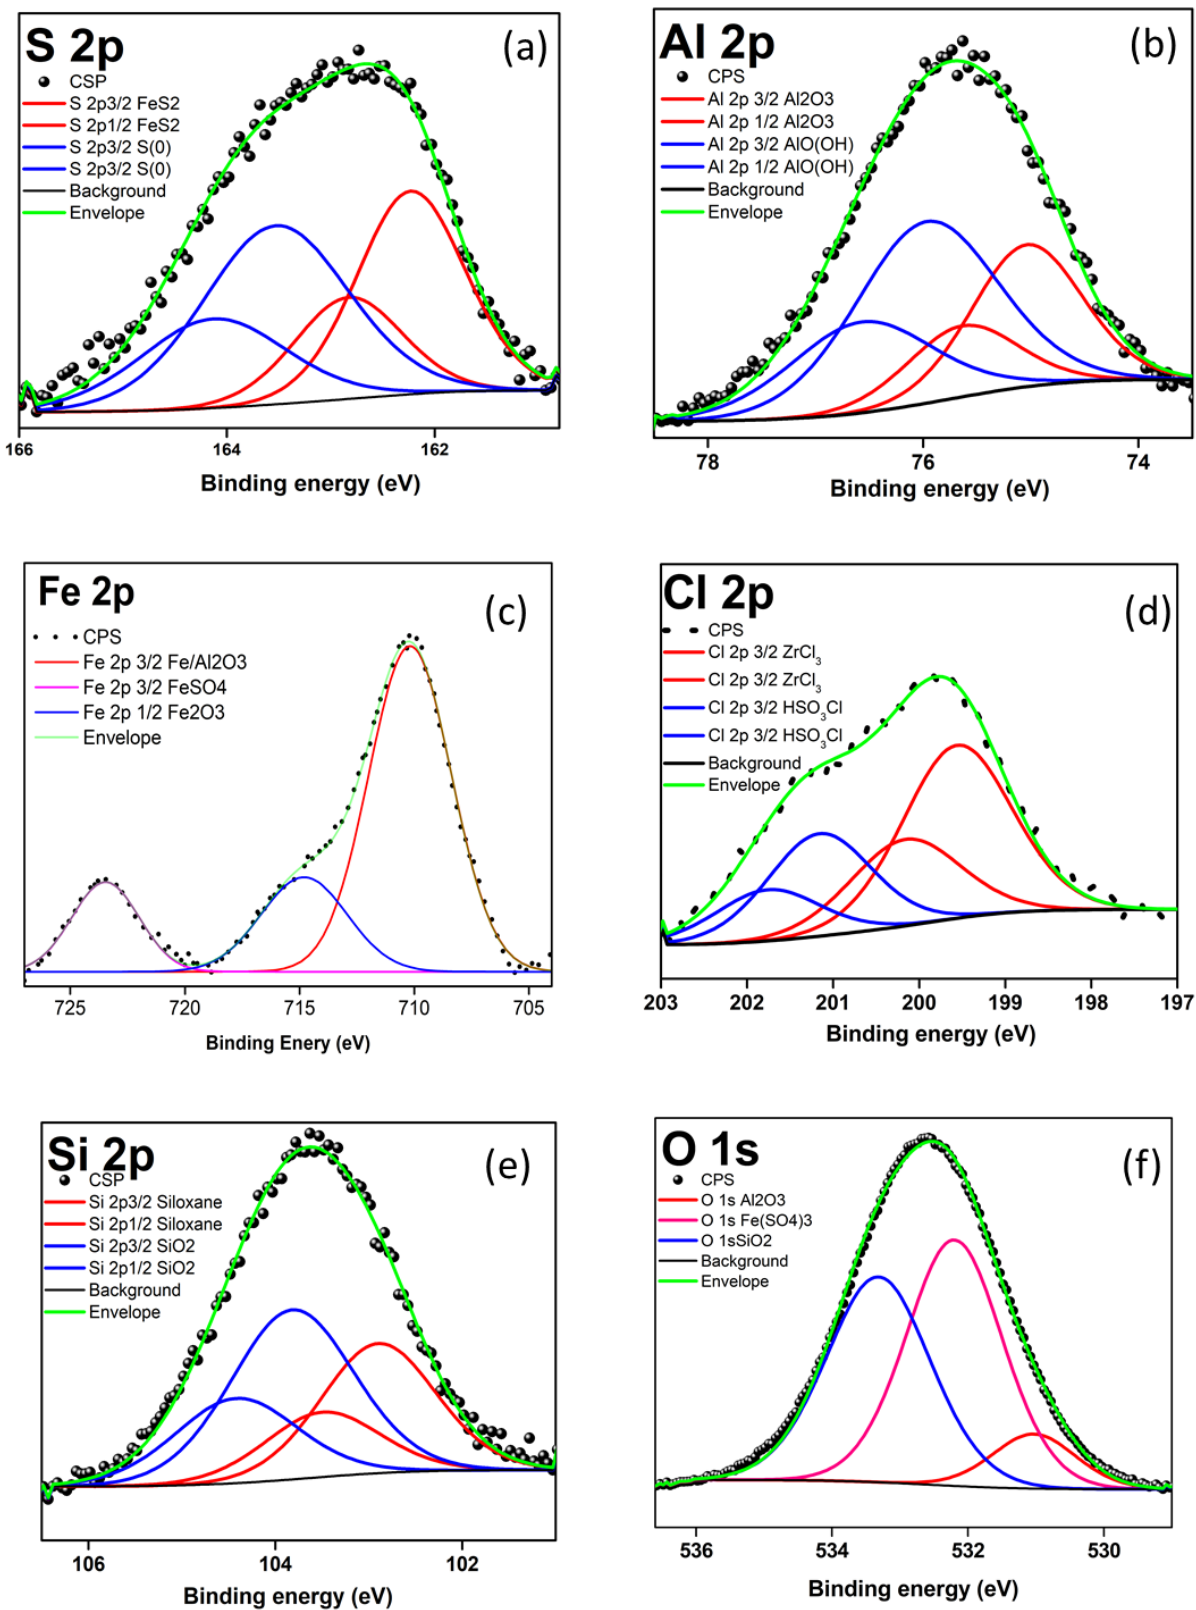 S 2p
(a)
CSP
S 2p3/2 FeS2
S 2p1/2 FeS2
S 2p3/2 S(0)
S 2p3/2 S(0)
Background
Envelope
166 164 162
Binding energy (eV)
Al 2p
(b)
CPS
Al 2p 3/2 Al2O3
Al 2p 1/2 Al2O3
Al 2p 3/2 AlO(OH)
Al 2p 1/2 AlO(OH)
Background
Envelope
78 76 74
Binding energy (eV)
Fe 2p
(c)
CPS
Fe 2p 3/2 Fe/Al2O3
Fe 2p 3/2 FeSO4
Fe 2p 1/2 Fe2O3
Envelope
725 720 715 710 705
Binding Enery (eV)
Cl 2p
(d)
CPS
Cl 2p 3/2 ZrCl3
Cl 2p 3/2 ZrCl3
Cl 2p 3/2 HSO3Cl
Cl 2p 3/2 HSO3Cl
Background
Envelope
203 202 201 200 199 198 197
Binding energy (eV)
Si 2p
(e)
CSP
Si 2p3/2 Siloxane
Si 2p1/2 Siloxane
Si 2p3/2 SiO2
Si 2p1/2 SiO2
Background
Envelope
106 104 102
Binding energy (eV)
O 1s
(f)
CPS
O 1s Al2O3
O 1s Fe(SO4)3
O 1sSiO2
Background
Envelope
536 534 532 530
Binding energy (eV)